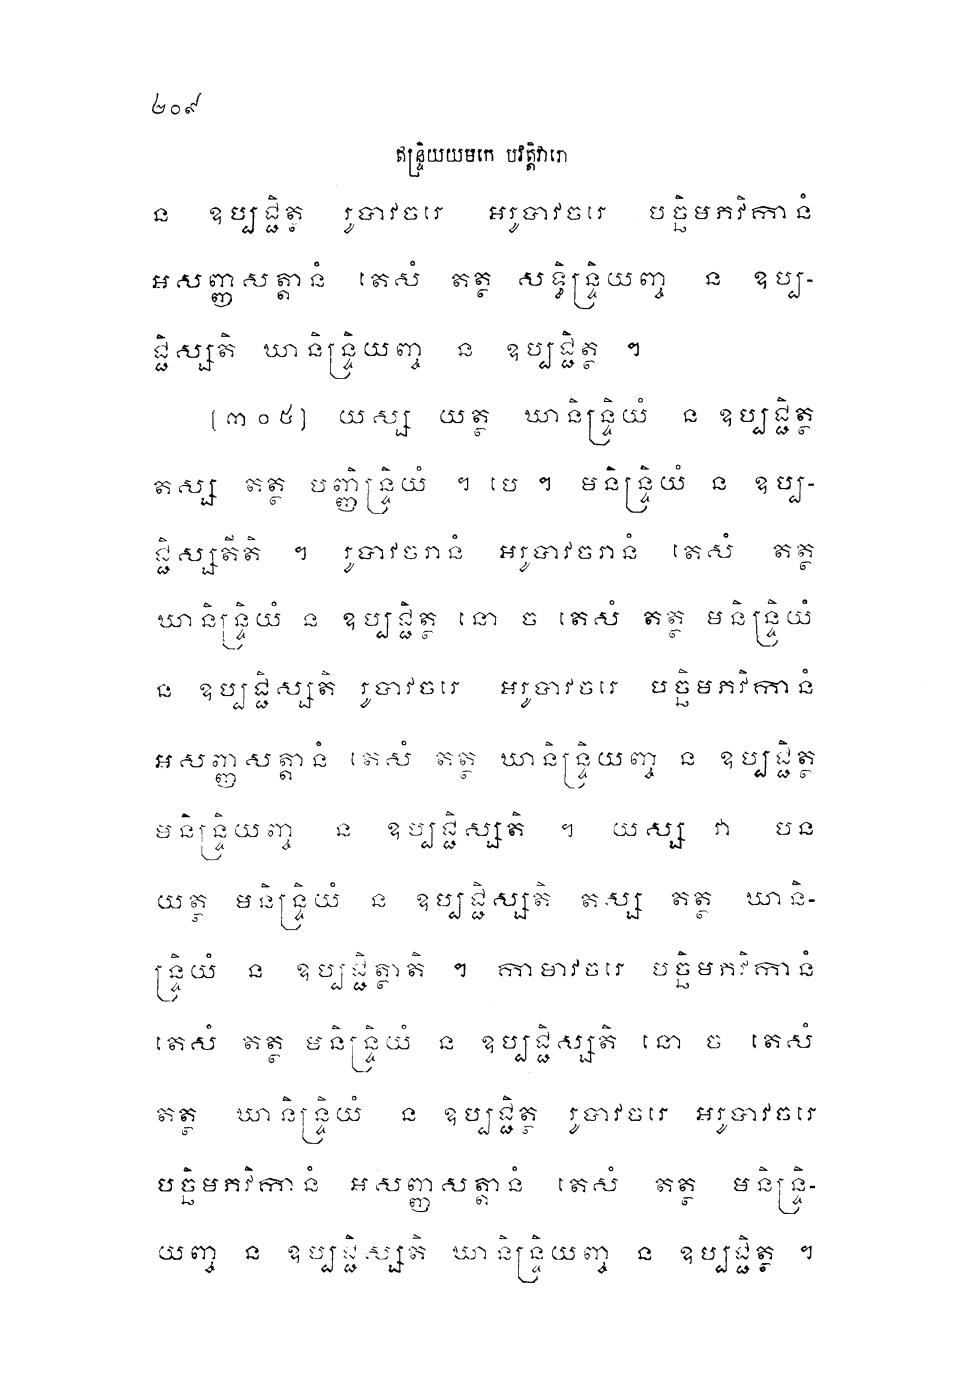 ២០៩
ឥន្ទ្រិយយមកេ បវត្តិវារោ
ន ឧប្បជ្ជិត្ថ រូបាវចរេ អរូបាវចរេ បច្ឆិមភវិកានំ
អសញ្ញសត្តានំ តេសំ តត្ថ សទ្ធិន្ទ្រិយញ្ច ន ឧប្ប-
ជ្ជិស្សតិ ឃានិន្ទ្រិយញ្ច ន ឧប្បជ្ជិត្ថ ។
[៣០៥] យស្ស យត្ថ ឃានិន្ទ្រិយំ ន ឧប្បជ្ជិត្ថ
តស្ស តត្ថ បញ្ញិន្ទ្រិយំ ។ បេ ។ មនិន្ទ្រិយំ ន ឧប្ប-
ជ្ជិស្សតីតិ ។ រូបាវចរានំ អរូបាវចរានំ តេសំ តត្ថ
ឃានិន្ទ្រិយំ ន ឧប្បជ្ជិត្ថ នោ ច តេសំ តត្ថ មនិន្ទ្រិយំ
ន ឧប្បជ្ជិស្សតិ រូបាវចរេ អរូបាវចរេ បច្ឆិមភវិកានំ
អសញ្ញសត្តានំ តេសំ តត្ថ ឃានិន្ទ្រិយញ្ច ន ឧប្បជ្ជិត្ថ
មនិន្ទ្រិយញ្ច ន ឧប្បជ្ជិស្សតិ ។ យស្ស វា បន
យត្ថ មនិន្ទ្រិយំ ន ឧប្បជ្ជិស្សតិ តស្ស តត្ថ ឃានិ-
ន្ទ្រិយំ ន ឧប្បជ្ជិត្ថាតិ ។ កាមាវចរេ បច្ឆិមភវិកានំ
តេសំ តត្ថ មនិន្ទ្រិយំ ន ឧប្បជ្ជិស្សតិ នោ ច តេសំ
តត្ថ ឃានិន្ទ្រិយំ ន ឧប្បជ្ជិត្ថ រូបាវចរេ អរូបាវចរេ
បច្ឆិមភវិកានំ អសញ្ញសត្តានំ តេសំ តត្ថ មនិន្ទ្រិ-
យញ្ច ន ឧប្បជ្ជិស្សតិ ឃានិន្ទ្រិយញ្ច ន ឧប្បជ្ជិត្ថ ។